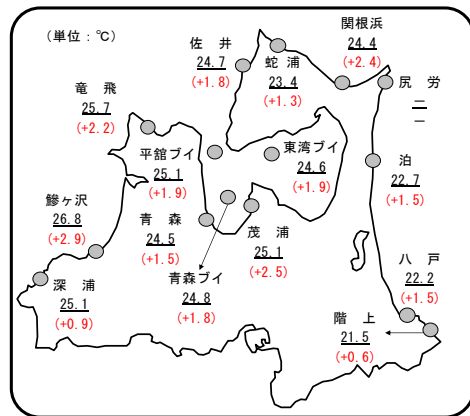 (単位：℃)
佐井
24.7
(+1.8)
蛇浦
23.4
(+1.3)
関根浜
24.4
(+2.4)
尻労
－
－
竜飛
25.7
(+2.2)
平舘ブイ
25.1
(+1.9)
東湾ブイ
24.6
(+1.9)
泊
22.7
(+1.5)
鰺ヶ沢
26.8
(+2.9)
青森
24.5
(+1.5)
茂浦
25.1
(+2.5)
青森ブイ
24.8
(+1.8)
深浦
25.1
(+0.9)
八戸
22.2
(+1.5)
階上
21.5
(+0.6)